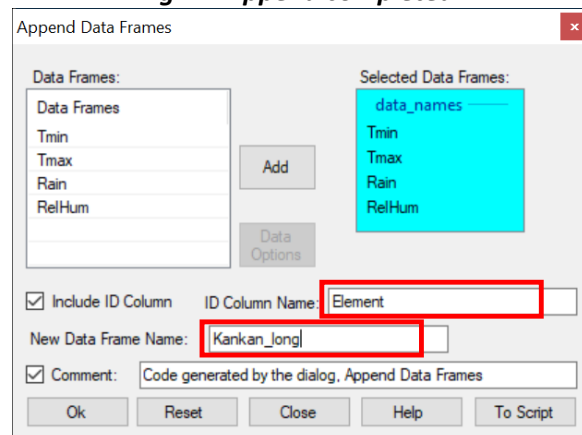 Append Data Frames
Data Frames:
Data Frames
Tmin
Tmax
Rain
RelHum
Add
Data
Options
Selected Data Frames:
data_names
Tmin
Tmax
Rain
RelHum
Include ID Column
ID Column Name: Element
New Data Frame Name: Kankan_long
Comment: Code generated by the dialog, Append Data Frames
Ok Reset Close Help To Script